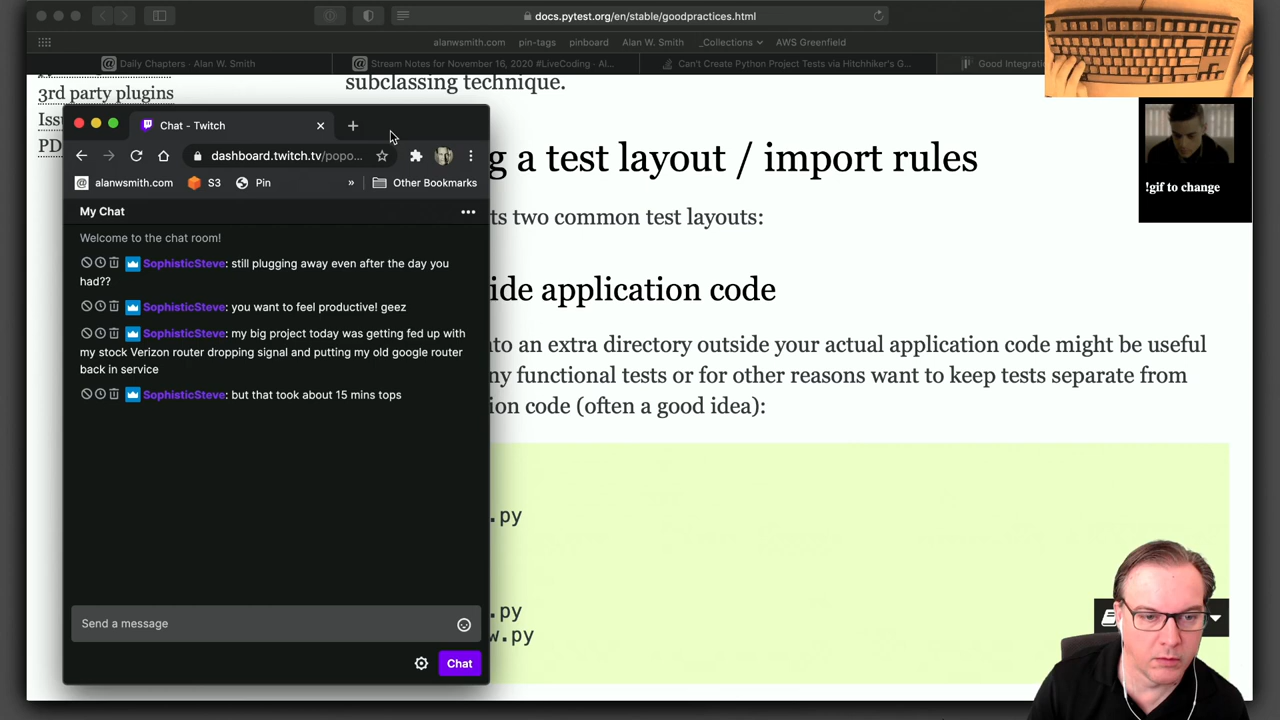 docs.pytest.org/en/stable/goodpractices.html
alanwsmith.com pin-tags pinboard Alan W. Smith _Collections AWS Greenfield
Daily Chapters - Alan W. Smith
Stream Notes for November 16, 2020 #LiveCoding - Al...
Can't Create Python Project Tests via Hitchhiker's G...
Good Integra
3rd party plugins
Iss
PD
subclassing technique.
g a test layout / import rules
ts two common test layouts:
ide application code
nto an extra directory outside your actual application code might be useful
ny functional tests or for other reasons want to keep tests separate from
on code (often a good idea):
.py
.py
w.py
Chat - Twitch
dashboard.twitch.tv/popo...
alanwsmith.com S3 Pin » Other Bookmarks
My Chat
Welcome to the chat room!
SophisticSteve: still plugging away even after the day you
had??
SophisticSteve: you want to feel productive! geez
SophisticSteve: my big project today was getting fed up with
my stock Verizon router dropping signal and putting my old google router
back in service
SophisticSteve: but that took about 15 mins tops
Send a message
Chat
!gif to change